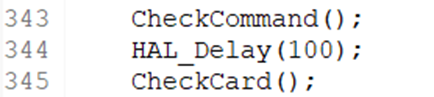 343 CheckCommand();
344 HAL_Delay(100);
345 CheckCard();